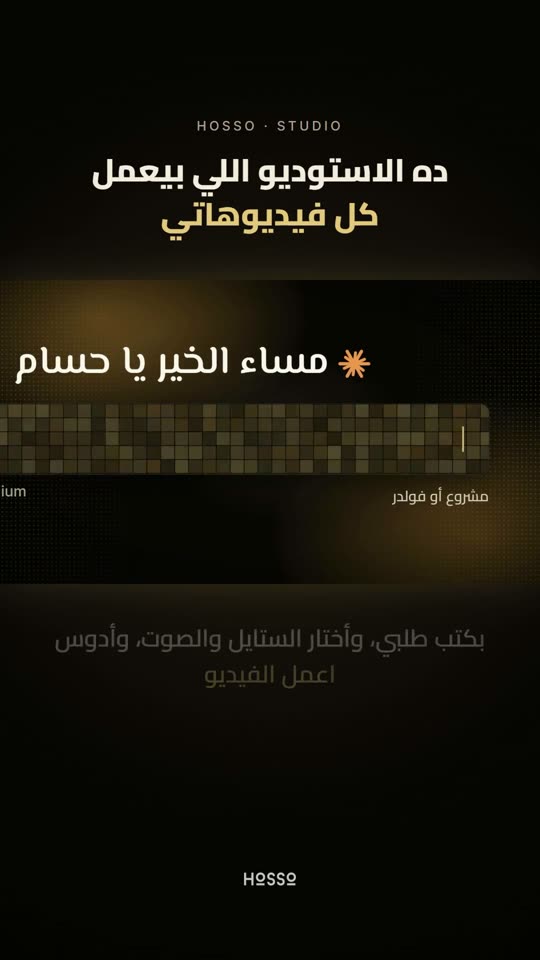 HOSSO · STUDIO
ده الاستوديو اللي بيعمل
كل فيديوهاتي
مساء الخير يا حسام
مشروع أو فولدر
ium
بكتب طلبي، وأختار الستايل والصوت، وأدوس
اعمل الفيديو
HOSSO